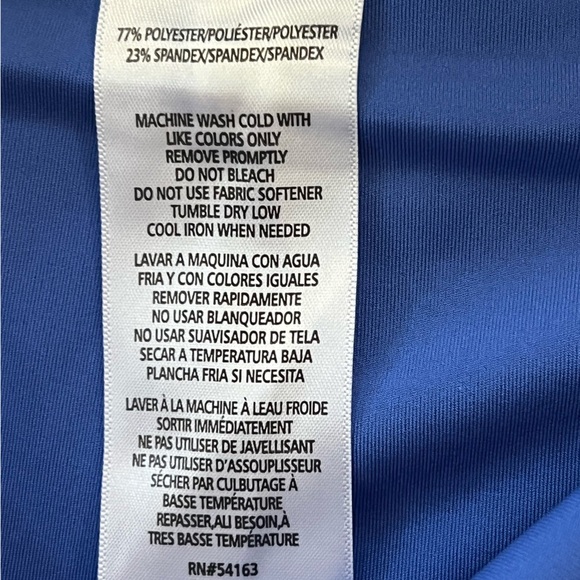 77% POLYESTER/POLIÉSTER/POLYESTER
23% SPANDEX/SPANDEX/SPANDEX
MACHINE WASH COLD WITH
LIKE COLORS ONLY
REMOVE PROMPTLY
DO NOT BLEACH
DO NOT USE FABRIC SOFTENER
TUMBLE DRY LOW
COOL IRON WHEN NEEDED
LAVAR A MAQUINA CON AGUA
FRIA Y CON COLORES IGUALES
REMOVER RAPIDAMENTE
NO USAR BLANQUEADOR
NO USAR SUAVISADOR DE TELA
SECAR A TEMPERATURA BAJA
PLANCHA FRIA SI NECESITA
LAVER À LA MACHINE À LEAU FROIDE
SORTIR IMMÉDIATEMENT
NE PAS UTILISER DE JAVELLISANT
NE PAS UTILISER D'ASSOUPLISSEUR
SÉCHER PAR CULBUTAGE À
BASSE TEMPÉRATURE
REPASSER,ALI BESOIN,À
TRES BASSE TEMPÉRATURE
RN#54163